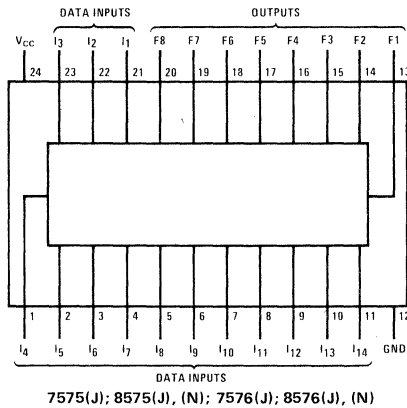 DATA INPUTS OUTPUTS
VCC I3 I2 I1 F8 F7 F6 F5 F4 F3 F2 F1
24 23 22 21 20 19 18 17 16 15 14 13
1 2 3 4 5 6 7 8 9 10 11 12
I4 I5 I6 I7 I8 I9 I10 I11 I12 I13 I14 GND
DATA INPUTS
7575(J); 8575(J), (N); 7576(J); 8576(J), (N)